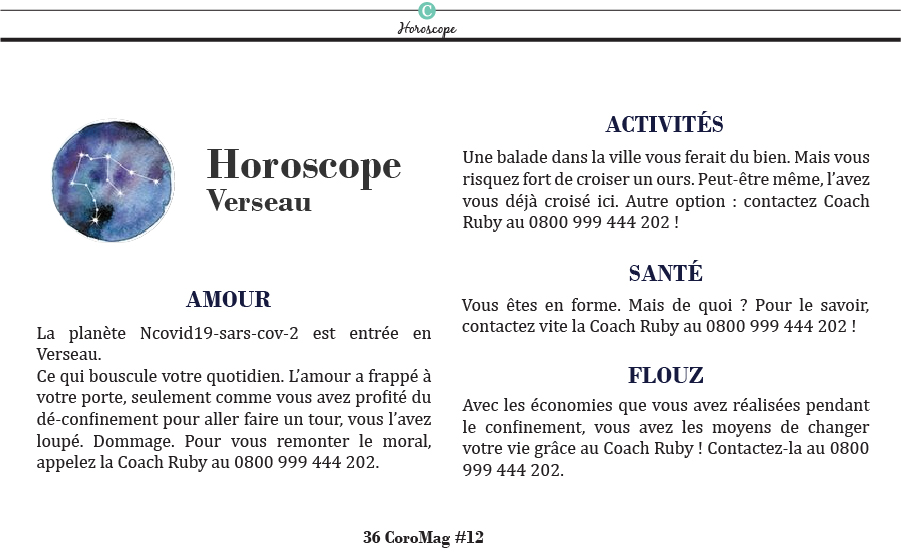 C
Horoscope
Horoscope
Verseau
AMOUR
La planète Ncovid19-sars-cov-2 est entrée en
Verseau.
Ce qui bouscule votre quotidien. L’amour a frappé à
votre porte, seulement comme vous avez profité du
dé-confinement pour aller faire un tour, vous l’avez
loupé. Dommage. Pour vous remonter le moral,
appelez la Coach Ruby au 0800 999 444 202.
ACTIVITÉS
Une balade dans la ville vous ferait du bien. Mais vous
risquez fort de croiser un ours. Peut-être même, l’avez
vous déjà croisé ici. Autre option : contactez Coach
Ruby au 0800 999 444 202 !
SANTÉ
Vous êtes en forme. Mais de quoi ? Pour le savoir,
contactez vite la Coach Ruby au 0800 999 444 202 !
FLOUZ
Avec les économies que vous avez réalisées pendant
le confinement, vous avez les moyens de changer
votre vie grâce au Coach Ruby ! Contactez-la au 0800
999 444 202.
36 CoroMag #12